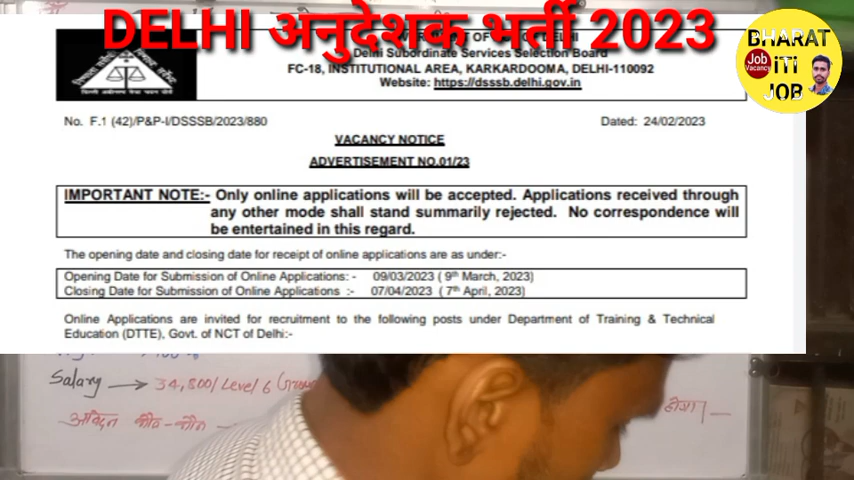 DELHI अनुदेशक भर्ती 2023
Delhi Subordinate Services Selection Board
FC-18, INSTITUTIONAL AREA, KARKARDOOMA, DELHI-110092
Website: https://dsssb.delhi.gov.in
BHARAT
ITI
JOB
Job
Vacancy
No. F.1 (42)/P&P-I/DSSSB/2023/880 Dated: 24/02/2023
VACANCY NOTICE
ADVERTISEMENT NO.01/23
IMPORTANT NOTE:- Only online applications will be accepted. Applications received through
any other mode shall stand summarily rejected. No correspondence will
be entertained in this regard.
The opening date and closing date for receipt of online applications are as under:-
Opening Date for Submission of Online Applications: - 09/03/2023 ( 9th March, 2023)
Closing Date for Submission of Online Applications :- 07/04/2023 ( 7th April, 2023)
Online Applications are invited for recruitment to the following posts under Department of Training & Technical
Education (DTTE), Govt. of NCT of Delhi:-
Salary → 34,800/Level 6
आवेदन कौन-कौन होगा